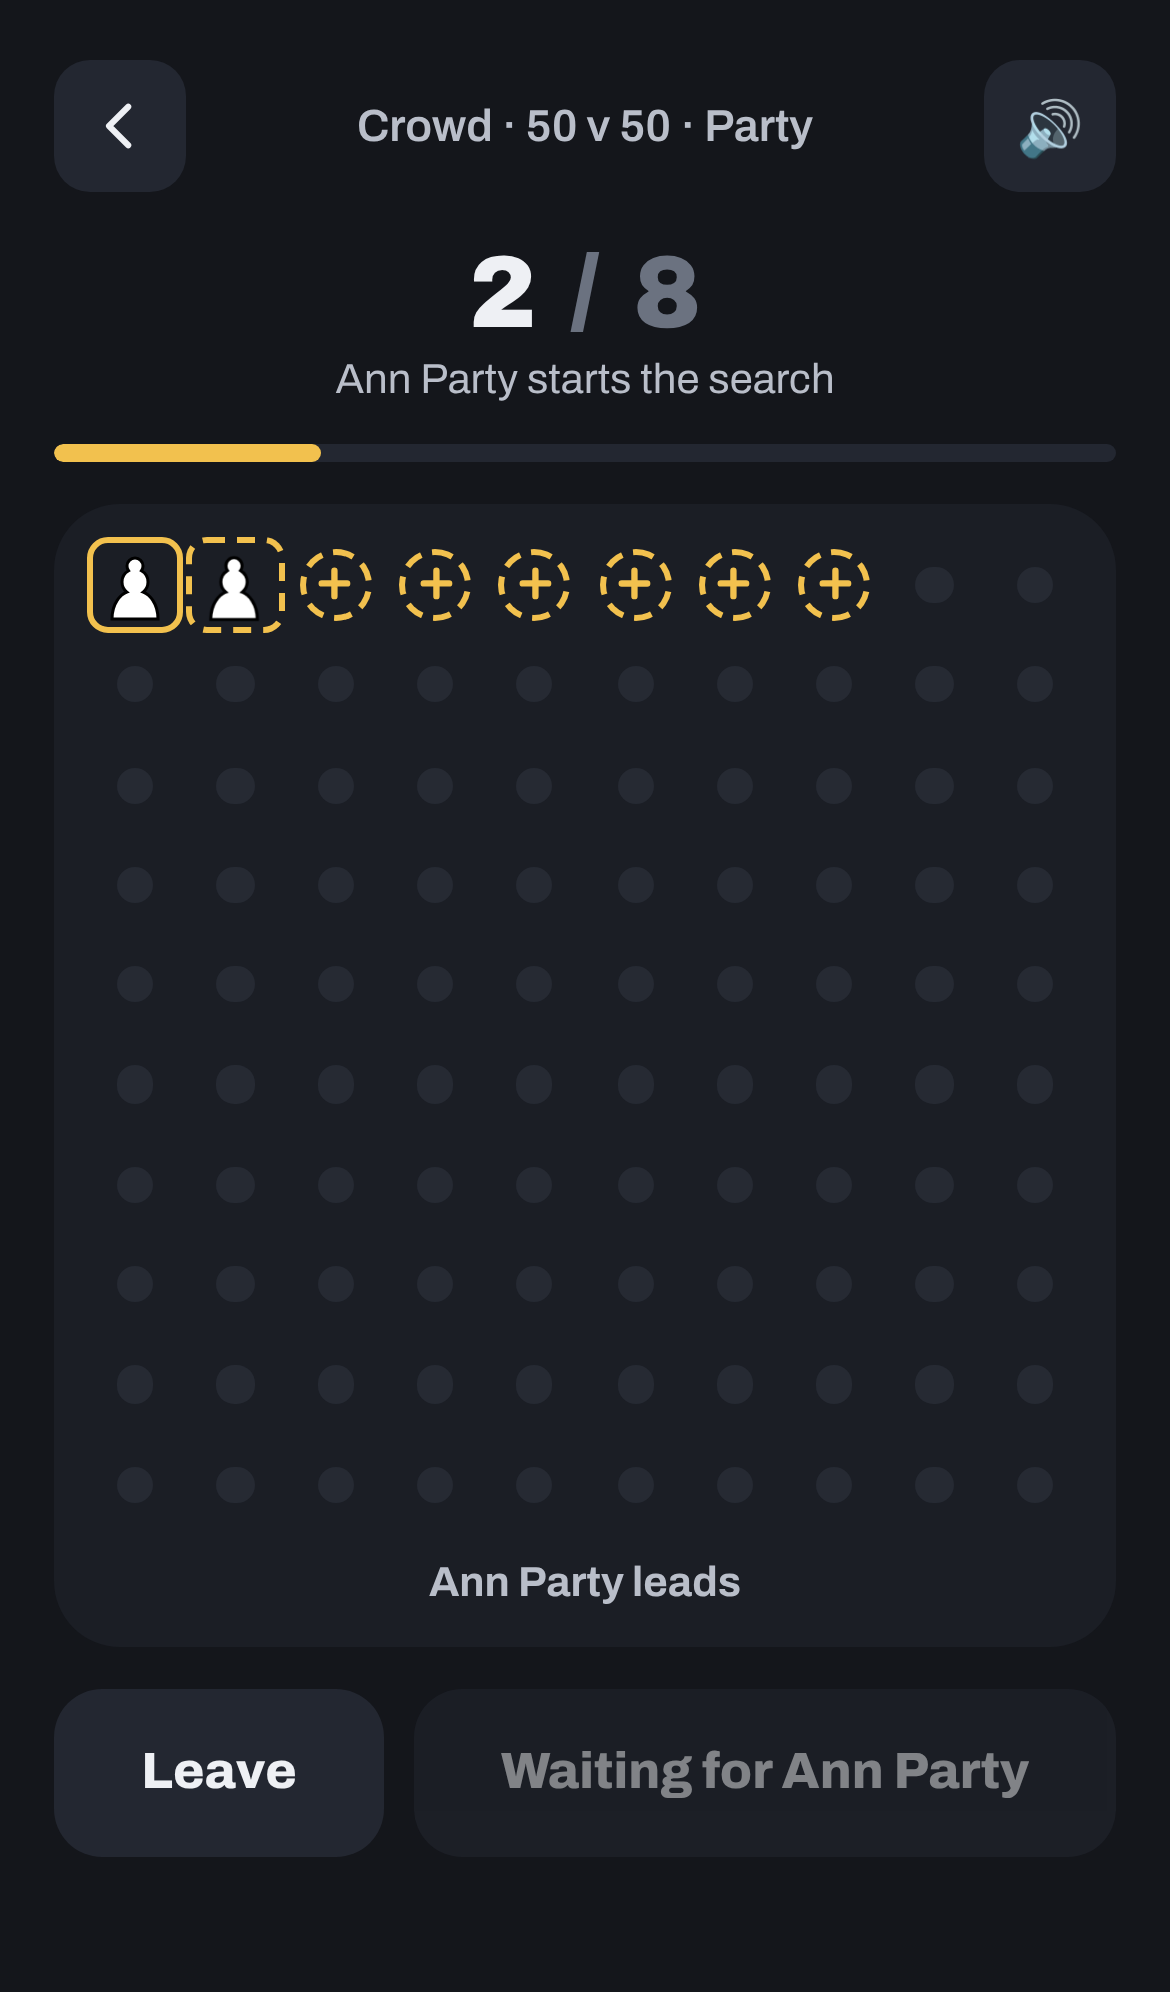 Crowd · 50 v 50 · Party
2 / 8
Ann Party starts the search
Ann Party leads
Leave
Waiting for Ann Party